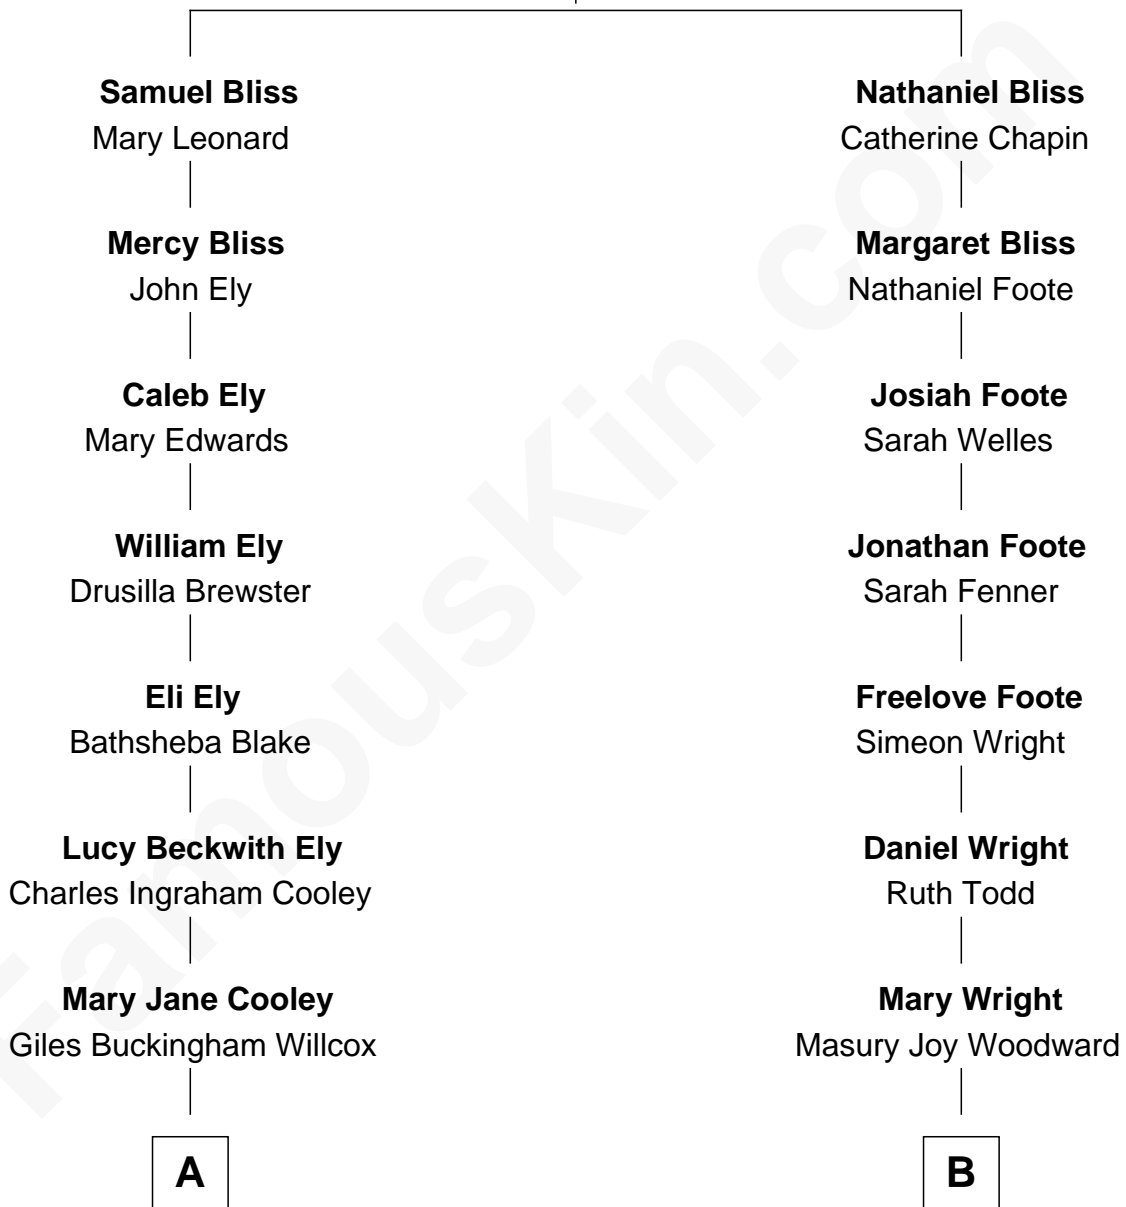 Samuel Bliss
Mary Leonard
Mercy Bliss
John Ely
Caleb Ely
Mary Edwards
William Ely
Drusilla Brewster
Eli Ely
Bathsheba Blake
Lucy Beckwith Ely
Charles Ingraham Cooley
Mary Jane Cooley
Giles Buckingham Willcox
A
Nathaniel Bliss
Catherine Chapin
Margaret Bliss
Nathaniel Foote
Josiah Foote
Sarah Welles
Jonathan Foote
Sarah Fenner
Freelove Foote
Simeon Wright
Daniel Wright
Ruth Todd
Mary Wright
Masury Joy Woodward
B
FamousKin.com